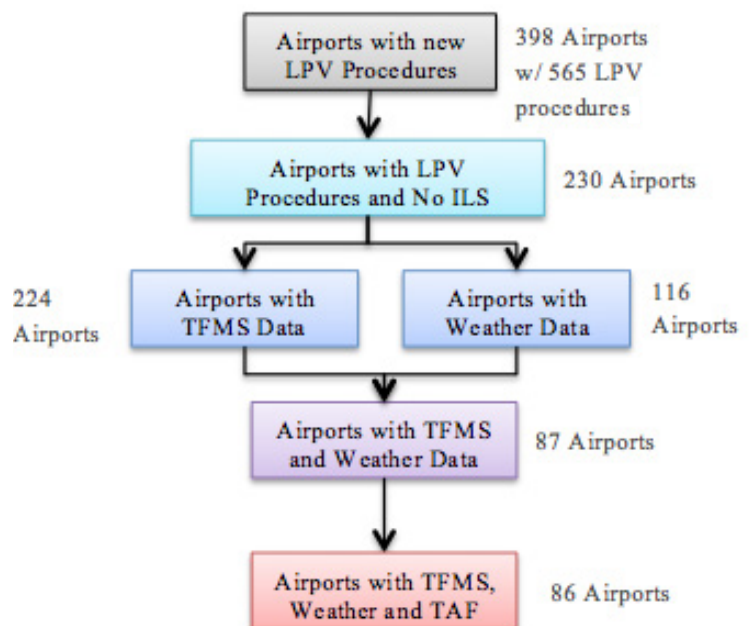 Airports with new
LPV Procedures
398 Airports
w/ 565 LPV
procedures
Airports with LPV
Procedures and No ILS
230 Airports
224
Airports
Airports with
TFMS Data
Airports with
Weather Data
116
Airports
Airports with TFMS
and Weather Data
87 Airports
Airports with TFMS,
Weather and TAF
86 Airports